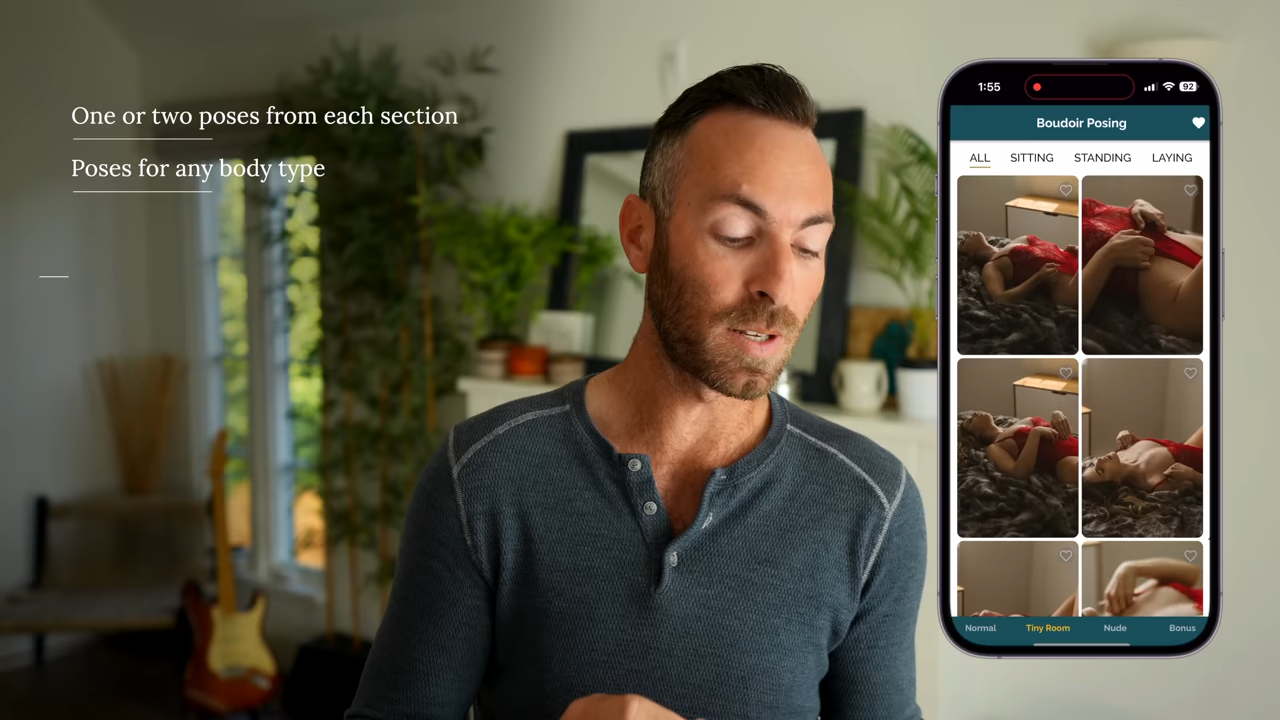 One or two poses from each section
Poses for any body type
1:55
92
Boudoir Posing
ALL SITTING STANDING LAYING
Normal Tiny Room Nude Bonus